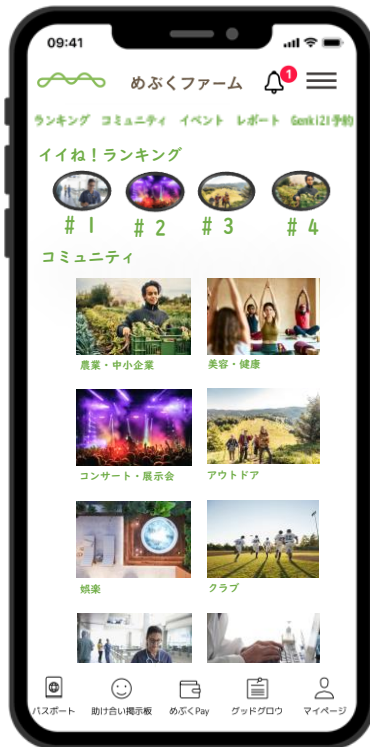 09:41
めぶくファーム
1
ランキング コミュニティ イベント レポート Genki21予約
イイね！ランキング
# 1 # 2 # 3 # 4
コミュニティ
農業・中小企業 美容・健康
コンサート・展示会 アウトドア
娯楽 クラブ
パスポート 助け合い掲示板 めぶくPay グッドグロウ マイページ